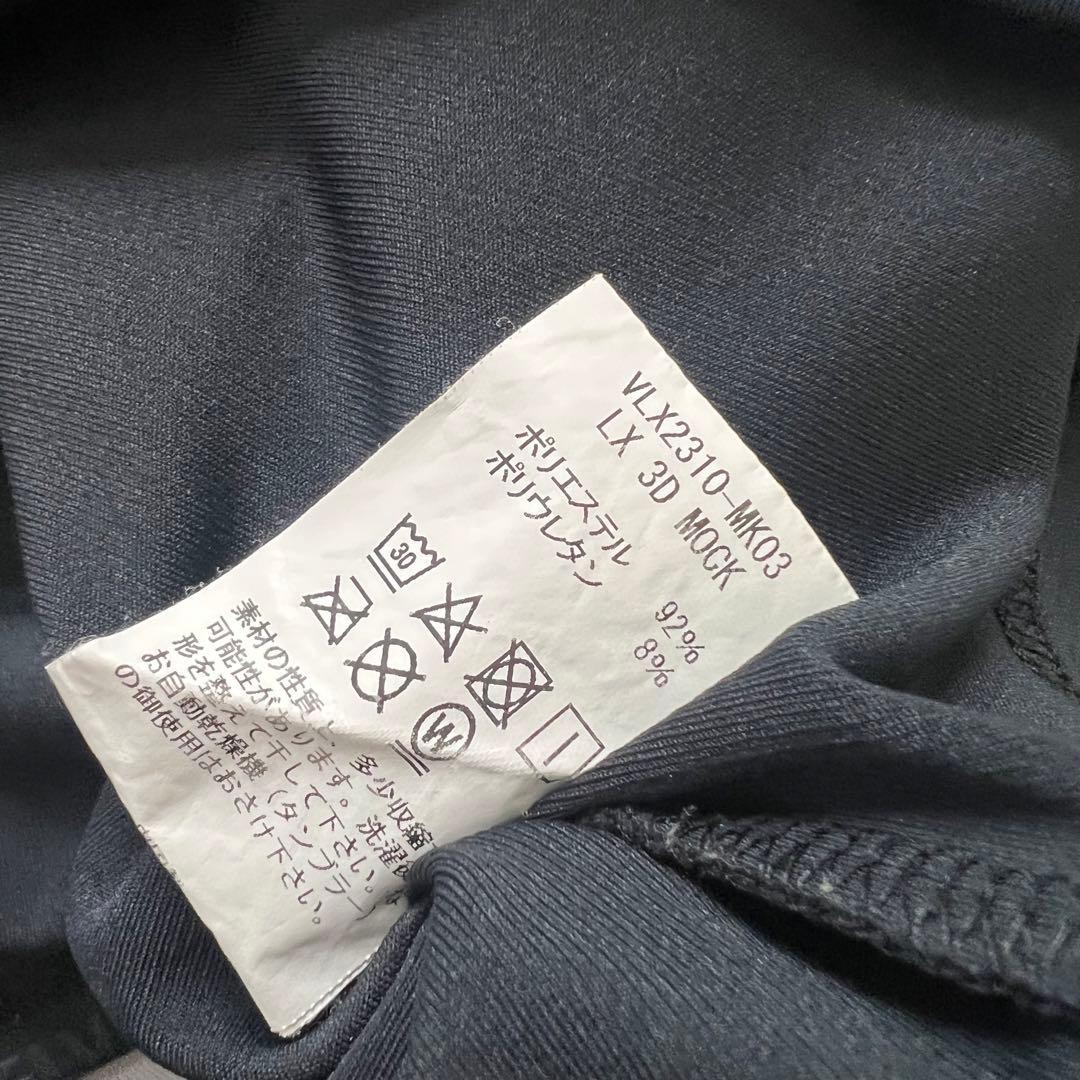 VLX2310-MK03
LX 3D MOCK
ポリエステル 92%
ポリウレタン 8%
30
W
素材の性質上、多少収縮
可能性があります。洗濯後
形を整えて干して下さい。
お自動乾燥機(タンブラー)
の御使用はおさけ下さい。